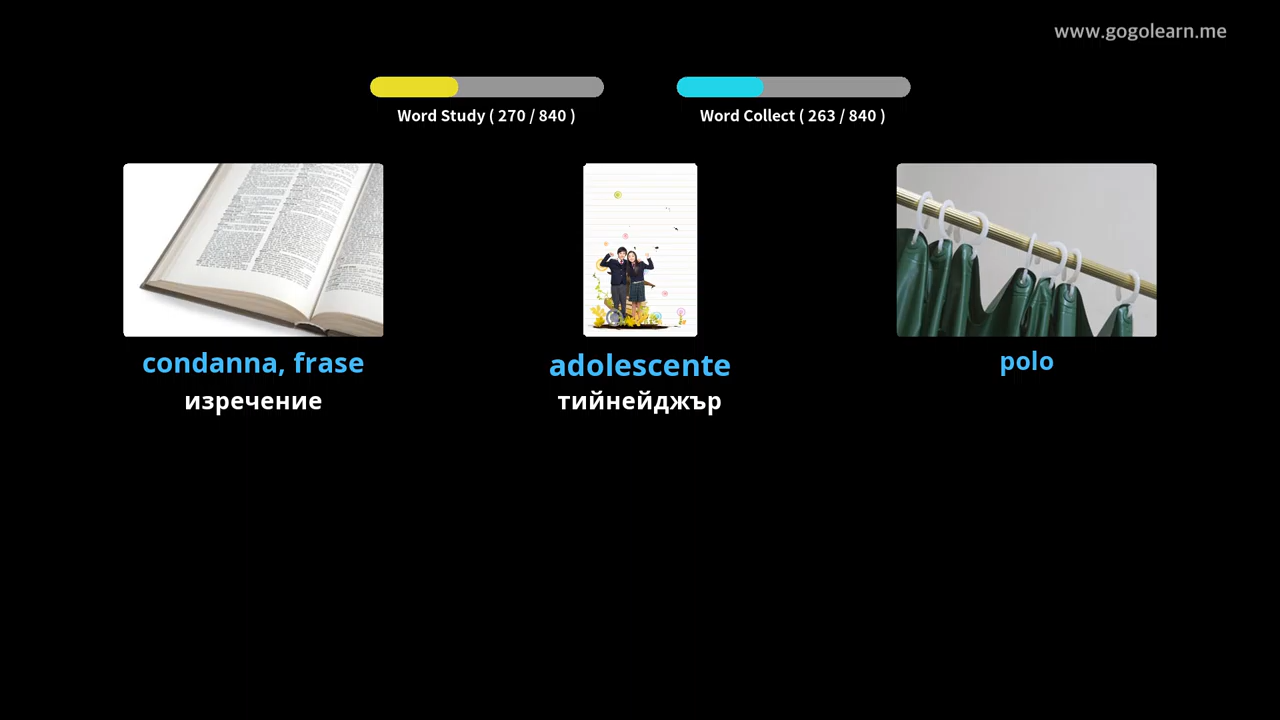 www.gogolearn.me
Word Study ( 270 / 840 )
Word Collect ( 263 / 840 )
condanna, frase
изречение
adolescente
тийнейджър
polo